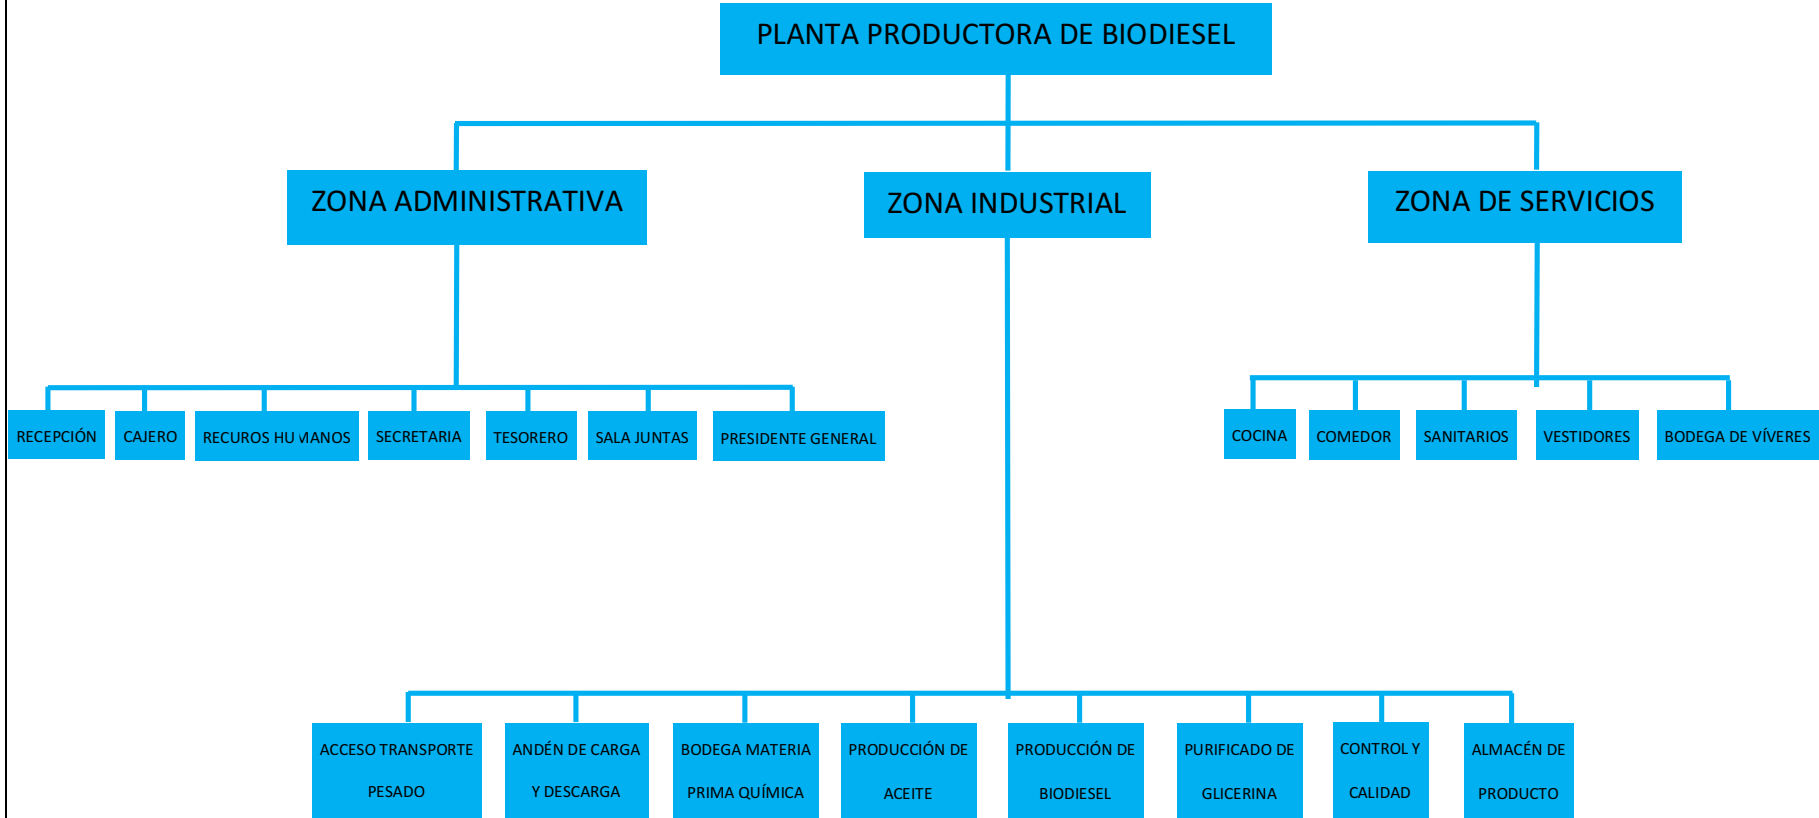 PLANTA PRODUCTORA DE BIODIESEL
ZONA ADMINISTRATIVA
ZONA INDUSTRIAL
ZONA DE SERVICIOS
RECEPCIÓN
CAJERO
RECUROS HUMANOS
SECRETARIA
TESORERO
SALA JUNTAS
PRESIDENTE GENERAL
COCINA
COMEDOR
SANITARIOS
VESTIDORES
BODEGA DE VÍVERES
ACCESO TRANSPORTE
PESADO
ANDÉN DE CARGA
Y DESCARGA
BODEGA MATERIA
PRIMA QUÍMICA
PRODUCCIÓN DE
ACEITE
PRODUCCIÓN DE
BIODIESEL
PURIFICADO DE
GLICERINA
CONTROL Y
CALIDAD
ALMACÉN DE
PRODUCTO